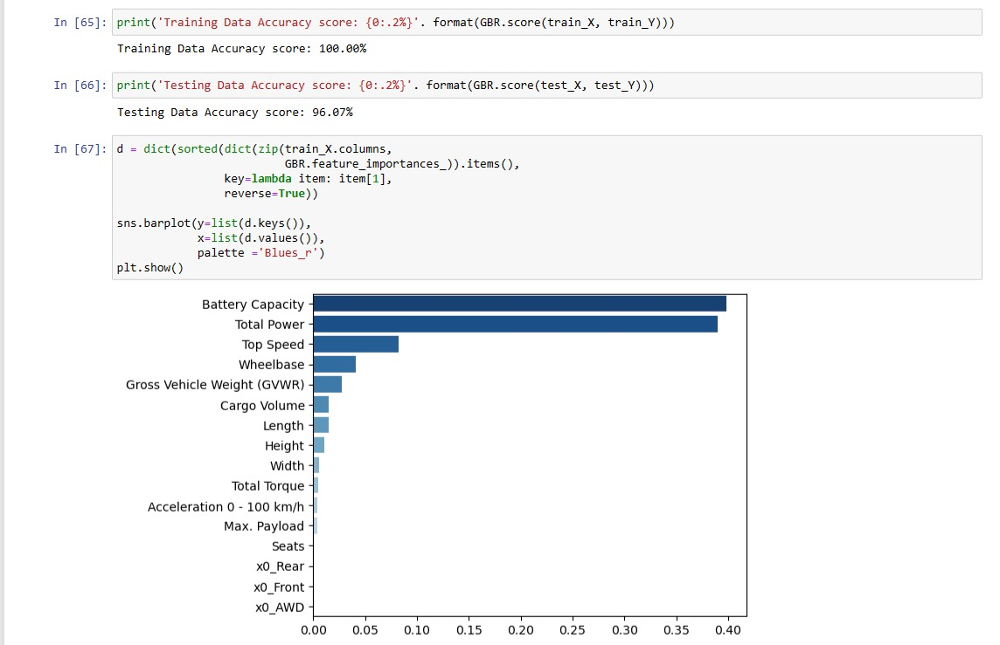 In [65]: print('Training Data Accuracy score: {0:.2%}'. format(GBR.score(train_X, train_Y)))
Training Data Accuracy score: 100.00%
In [66]: print('Testing Data Accuracy score: {0:.2%}'. format(GBR.score(test_X, test_Y)))
Testing Data Accuracy score: 96.07%
In [67]: d = dict(sorted(dict(zip(train_X.columns,
GBR.feature_importances_)).items(),
key=lambda item: item[1],
reverse=True))
sns.barplot(y=list(d.keys()),
x=list(d.values()),
palette ='Blues_r')
plt.show()
Battery Capacity
Total Power
Top Speed
Wheelbase
Gross Vehicle Weight (GVWR)
Cargo Volume
Length
Height
Width
Total Torque
Acceleration 0 - 100 km/h
Max. Payload
Seats
x0_Rear
x0_Front
x0_AWD
0.00 0.05 0.10 0.15 0.20 0.25 0.30 0.35 0.40